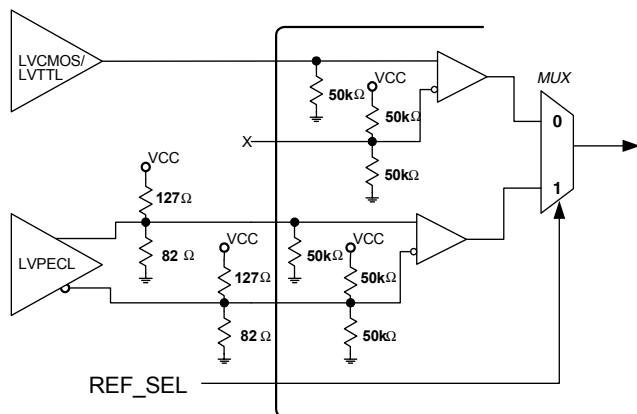 LVCMOS/
LVTTL
VCC
50kΩ
50kΩ
MUX
0
X
50kΩ
VCC
127Ω
1
LVPECL
82 Ω
VCC
VCC
127Ω
50kΩ
50kΩ
82 Ω
50kΩ
REF_SEL